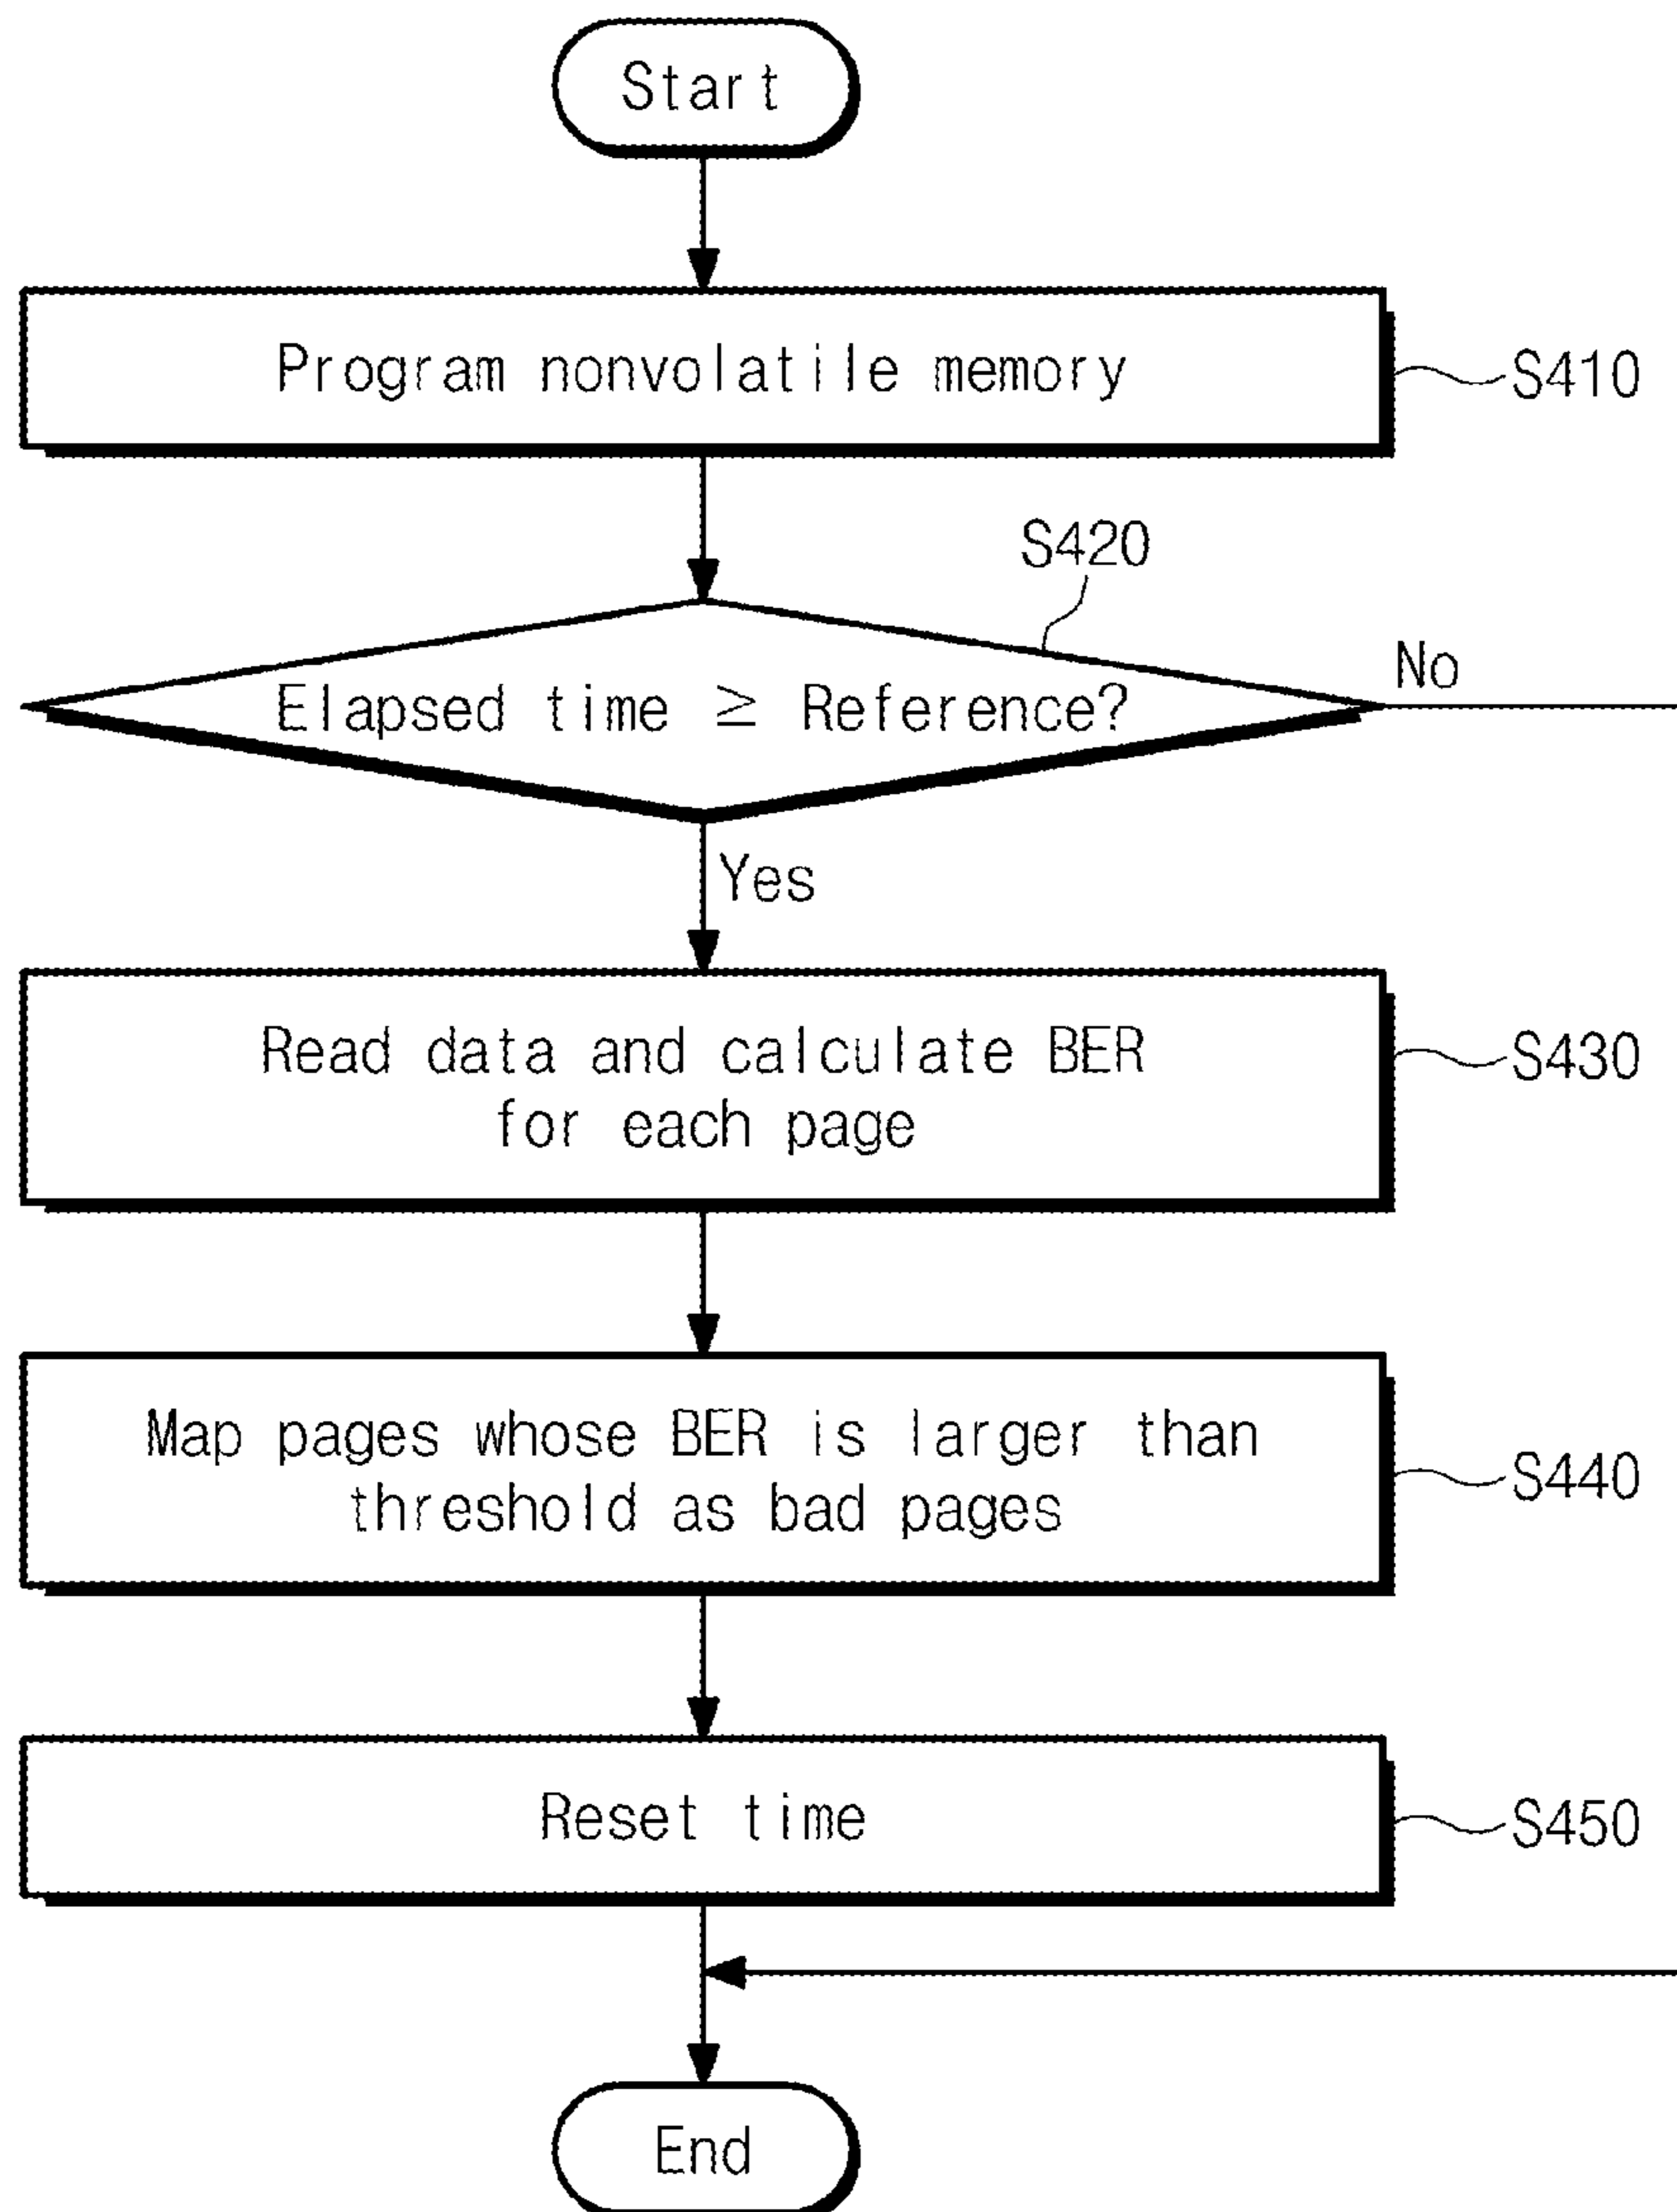 Start
Program nonvolatile memory
S410
S420
Elapsed time ≥ Reference?
No
Yes
Read data and calculate BER
for each page
S430
Map pages whose BER is larger than
threshold as bad pages
S440
Reset time
S450
End